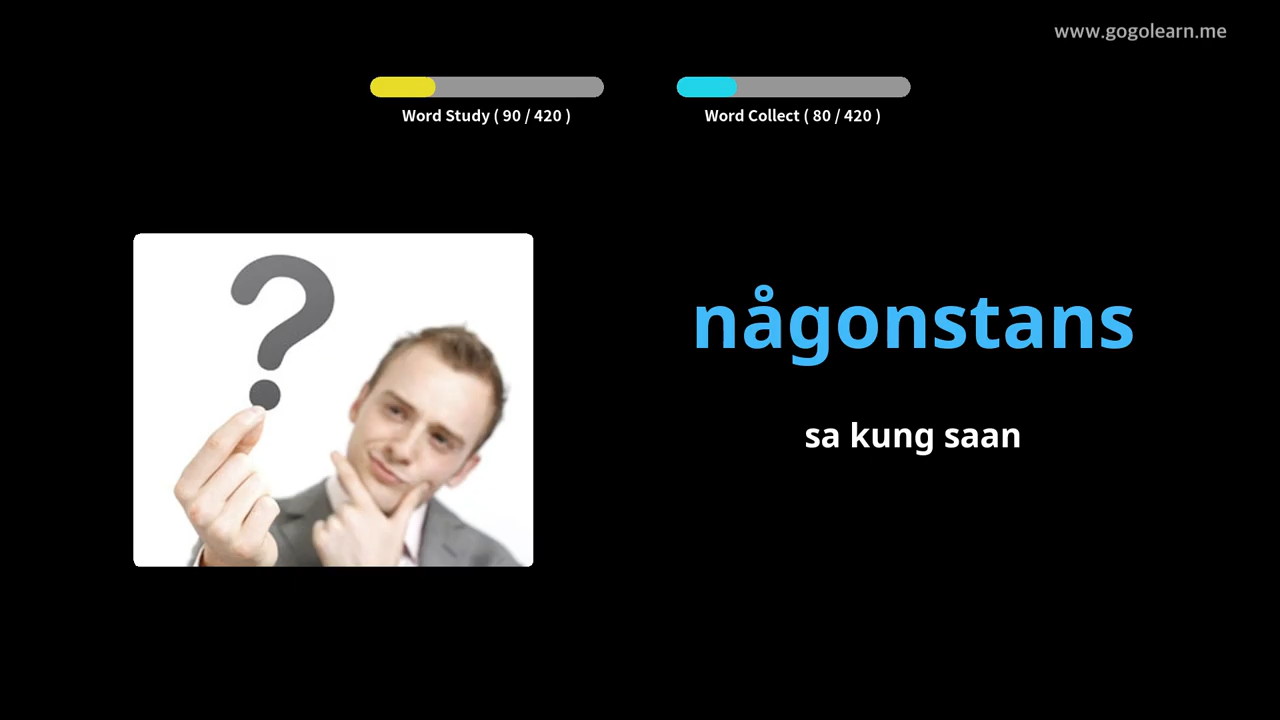 www.gogolearn.me
Word Study ( 90 / 420 )
Word Collect ( 80 / 420 )
någonstans
sa kung saan